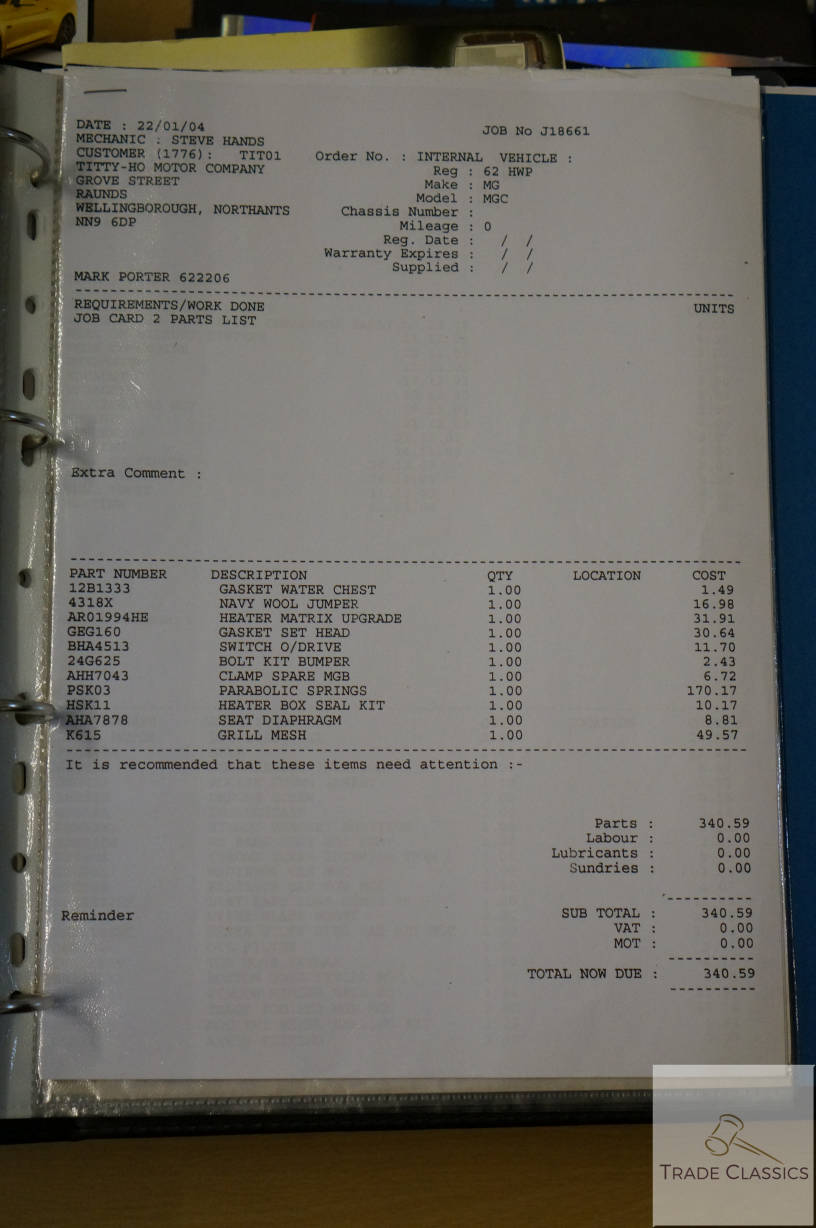 DATE : 22/01/04
JOB No J18661
MECHANIC : STEVE HANDS
CUSTOMER (1776): TIT01 Order No. : INTERNAL VEHICLE :
TITTY-HO MOTOR COMPANY Reg : 62 HWP
GROVE STREET Make : MG
RAUNDS Model : MGC
WELLINGBOROUGH, NORTHANTS Chassis Number :
NN9 6DP Mileage : 0
Reg. Date : / /
Warranty Expires : / /
Supplied : / /
MARK PORTER 622206
REQUIREMENTS/WORK DONE UNITS
JOB CARD 2 PARTS LIST
Extra Comment :
PART NUMBER DESCRIPTION QTY LOCATION COST
12B1333 GASKET WATER CHEST 1.00 1.49
4318X NAVY WOOL JUMPER 1.00 16.98
AR01994HE HEATER MATRIX UPGRADE 1.00 31.91
GEG160 GASKET SET HEAD 1.00 30.64
BHA4513 SWITCH O/DRIVE 1.00 11.70
24G625 BOLT KIT BUMPER 1.00 2.43
AHH7043 CLAMP SPARE MGB 1.00 6.72
PSK03 PARABOLIC SPRINGS 1.00 170.17
HSK11 HEATER BOX SEAL KIT 1.00 10.17
AHA7878 SEAT DIAPHRAGM 1.00 8.81
K615 GRILL MESH 1.00 49.57
It is recommended that these items need attention :-
Parts : 340.59
Labour : 0.00
Lubricants : 0.00
Sundries : 0.00
Reminder SUB TOTAL : 340.59
VAT : 0.00
MOT : 0.00
TOTAL NOW DUE : 340.59
TRADE CLASSICS